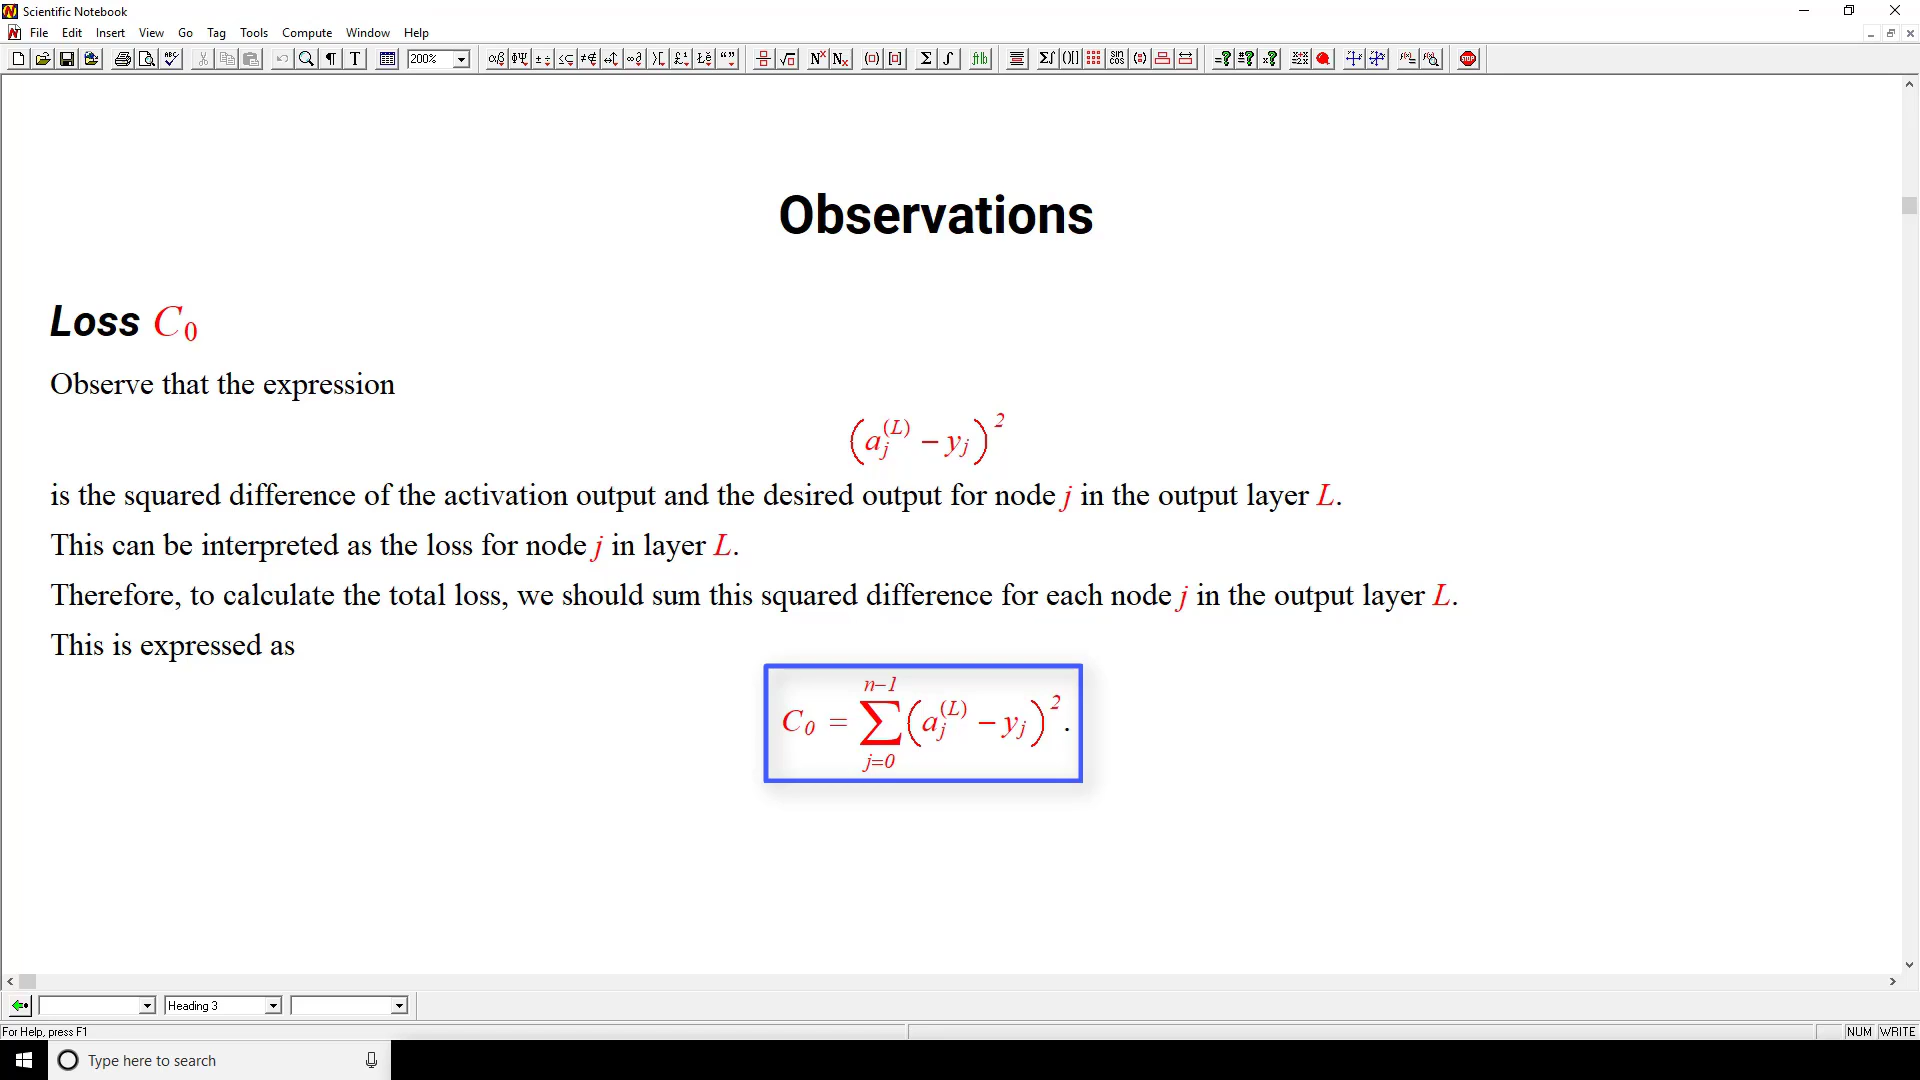 Scientific Notebook
File Edit Insert View Go Tag Tools Compute Window Help
200%
Observations
Loss C₀
Observe that the expression
(a_j^(L) − y_j)²
is the squared difference of the activation output and the desired output for node j in the output layer L.
This can be interpreted as the loss for node j in layer L.
Therefore, to calculate the total loss, we should sum this squared difference for each node j in the output layer L.
This is expressed as
C₀ = ∑_{j=0}^{n−1} (a_j^(L) − y_j)².
Heading 3
For Help, press F1
NUM WRITE
Type here to search